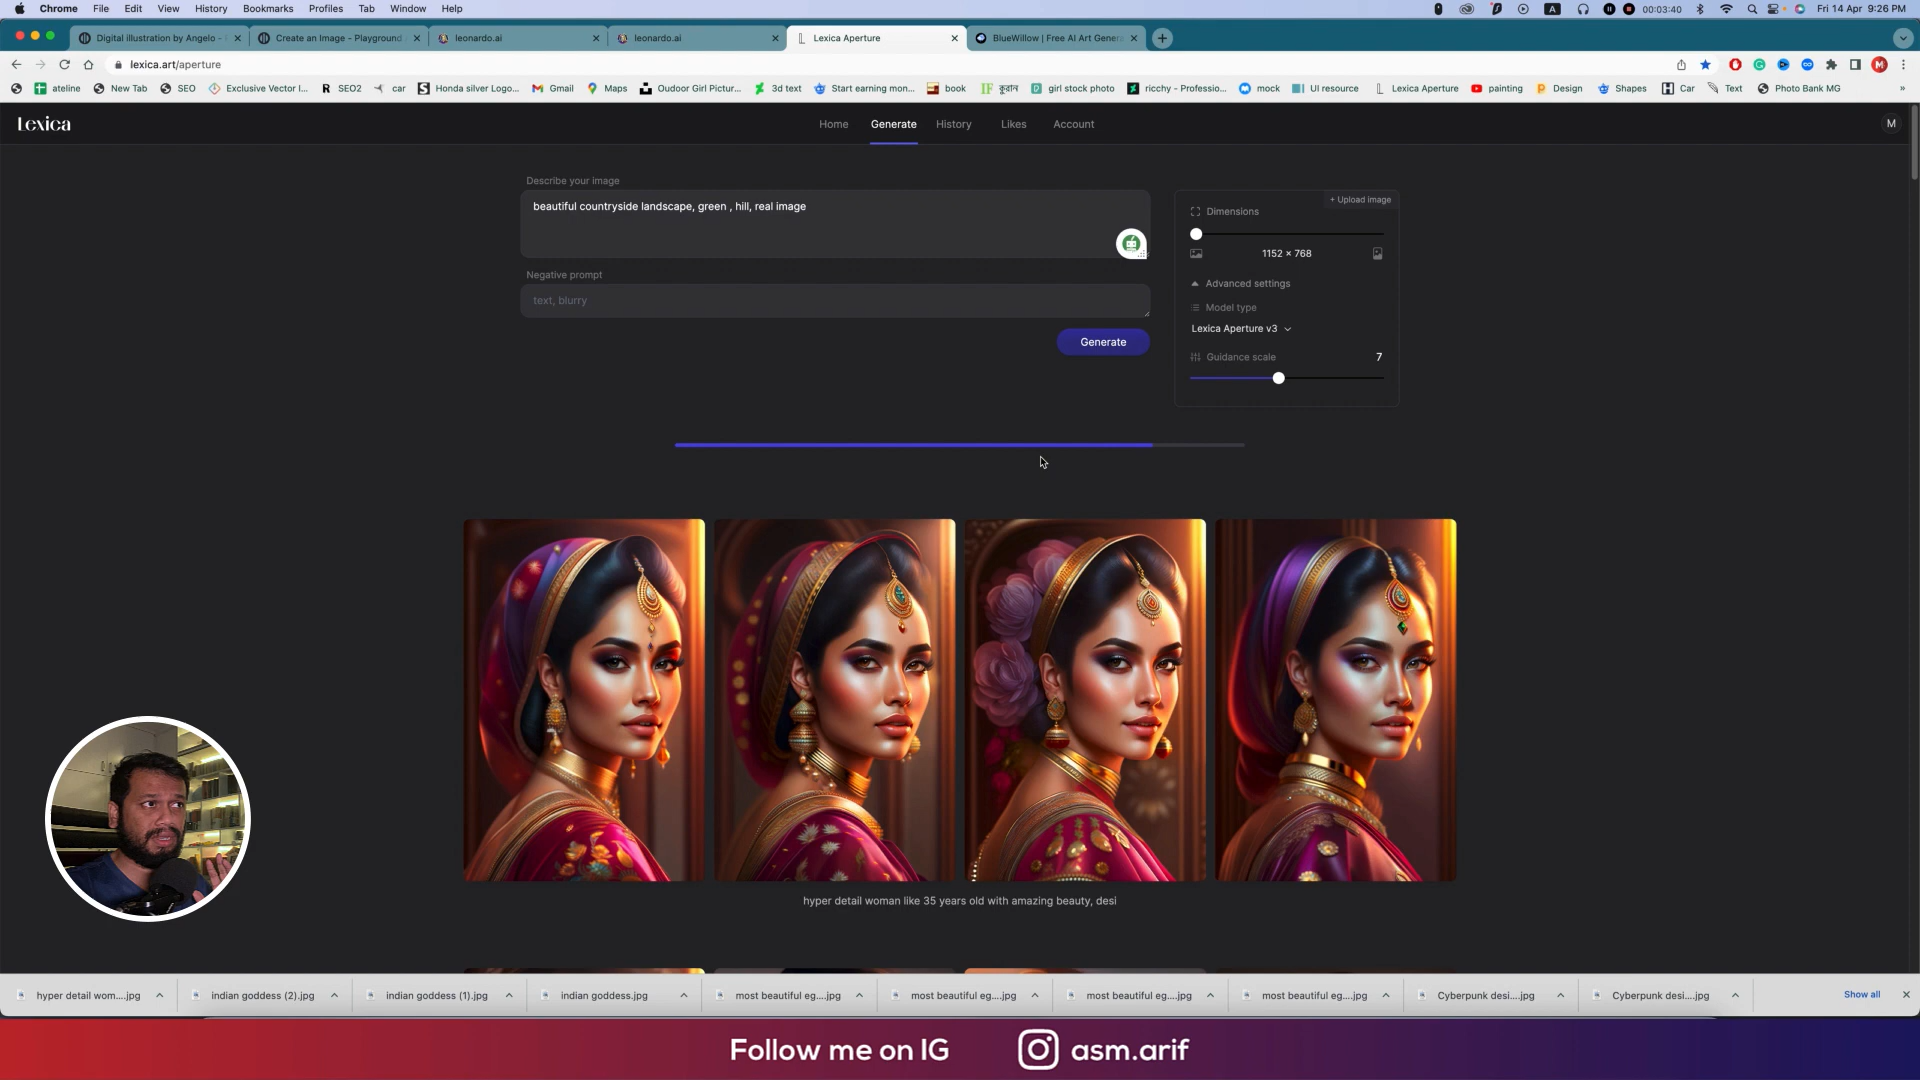 Chrome File Edit View History Bookmarks Profiles Tab Window Help
A 00:03:40 Fri 14 Apr 9:26 PM
Digital illustration by Angelo -
Create an Image - Playground
leonardo.ai
leonardo.ai
Lexica Aperture
BlueWillow | Free AI Art Genera
lexica.art/aperture
M
ateline New Tab SEO Exclusive Vector I... SEO2 car Honda silver Logo... Gmail Maps Oudoor Girl Pictur... 3d text Start earning mon... book কুরান girl stock photo ricchy - Professio... mock UI resource Lexica Aperture painting Design Shapes Car Text Photo Bank MG »
Lexica
Home Generate History Likes Account
M
Describe your image
beautiful countryside landscape, green , hill, real image
Negative prompt
text, blurry
Generate
+ Upload image
Dimensions
1152 × 768
Advanced settings
Model type
Lexica Aperture v3
Guidance scale 7
hyper detail woman like 35 years old with amazing beauty, desi
hyper detail wom....jpg
indian goddess (2).jpg
indian goddess (1).jpg
indian goddess.jpg
most beautiful eg....jpg
most beautiful eg....jpg
most beautiful eg....jpg
most beautiful eg....jpg
Cyberpunk desi....jpg
Cyberpunk desi....jpg
Show all
Follow me on IG asm.arif